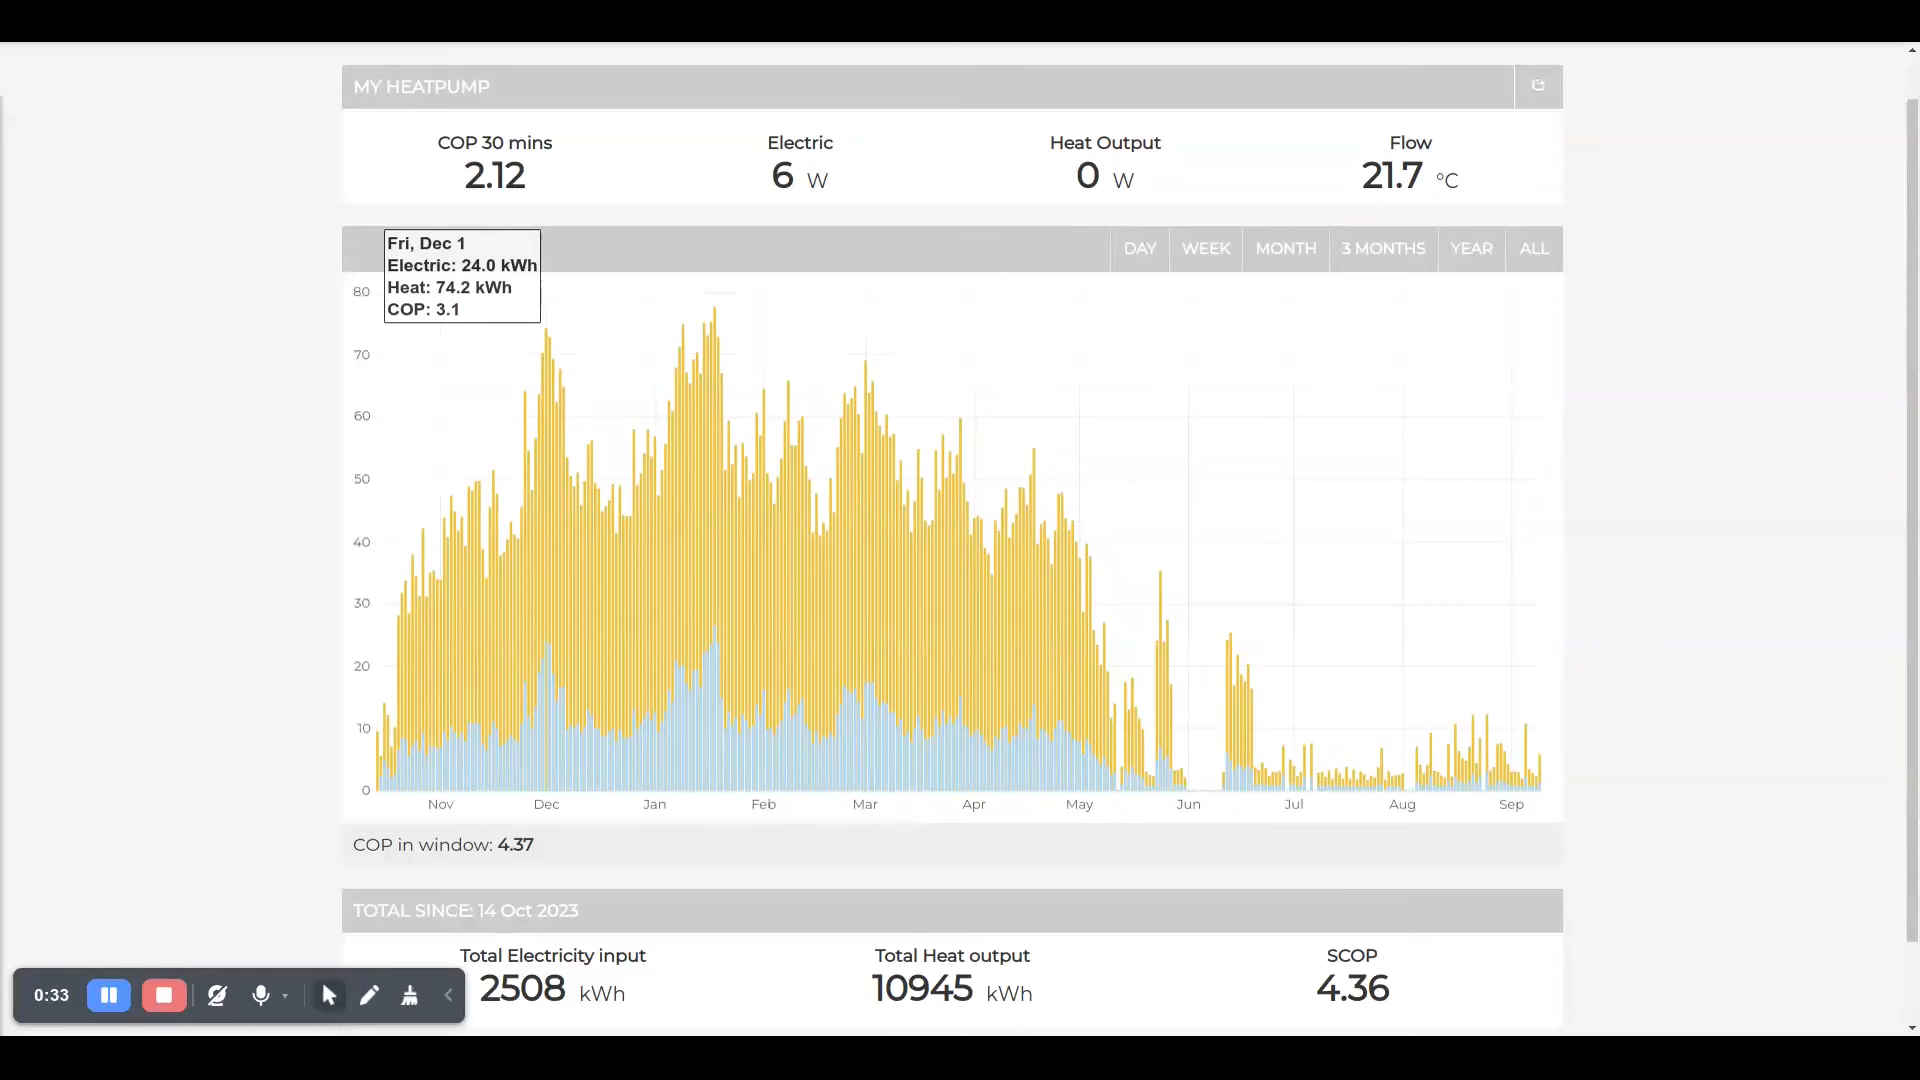 MY HEATPUMP
COP 30 mins
2.12
Electric
6 W
Heat Output
0 W
Flow
21.7 °C
Fri, Dec 1
Electric: 24.0 kWh
Heat: 74.2 kWh
COP: 3.1
DAY WEEK MONTH 3 MONTHS YEAR ALL
80
70
60
50
40
30
20
10
0
Nov Dec Jan Feb Mar Apr May Jun Jul Aug Sep
COP in window: 4.37
TOTAL SINCE: 14 Oct 2023
Total Electricity input
2508 kWh
Total Heat output
10945 kWh
SCOP
4.36
0:33